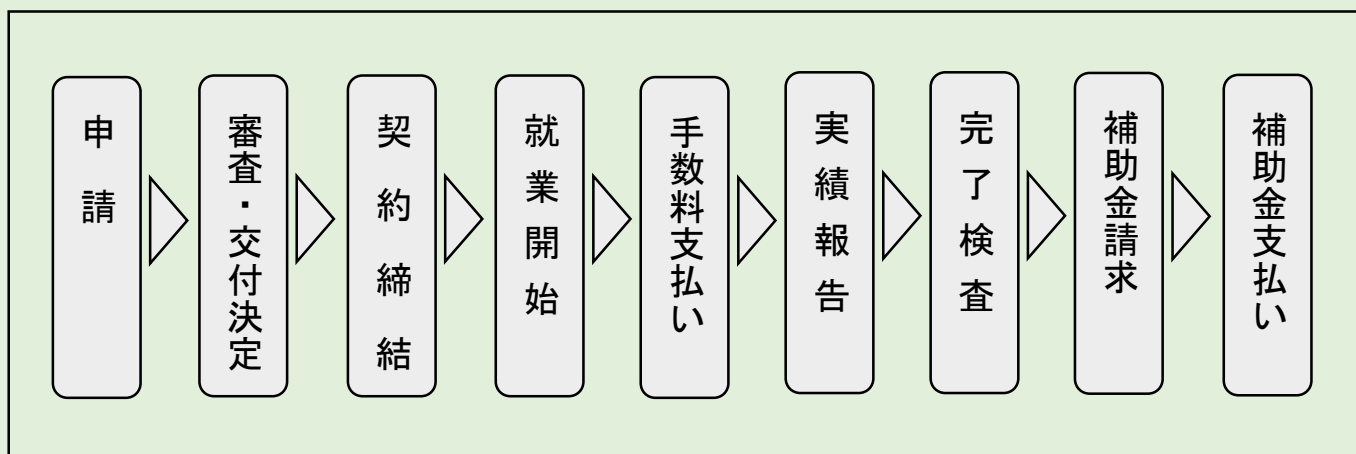 申請
審査・交付決定
契約締結
就業開始
手数料支払い
実績報告
完了検査
補助金請求
補助金支払い